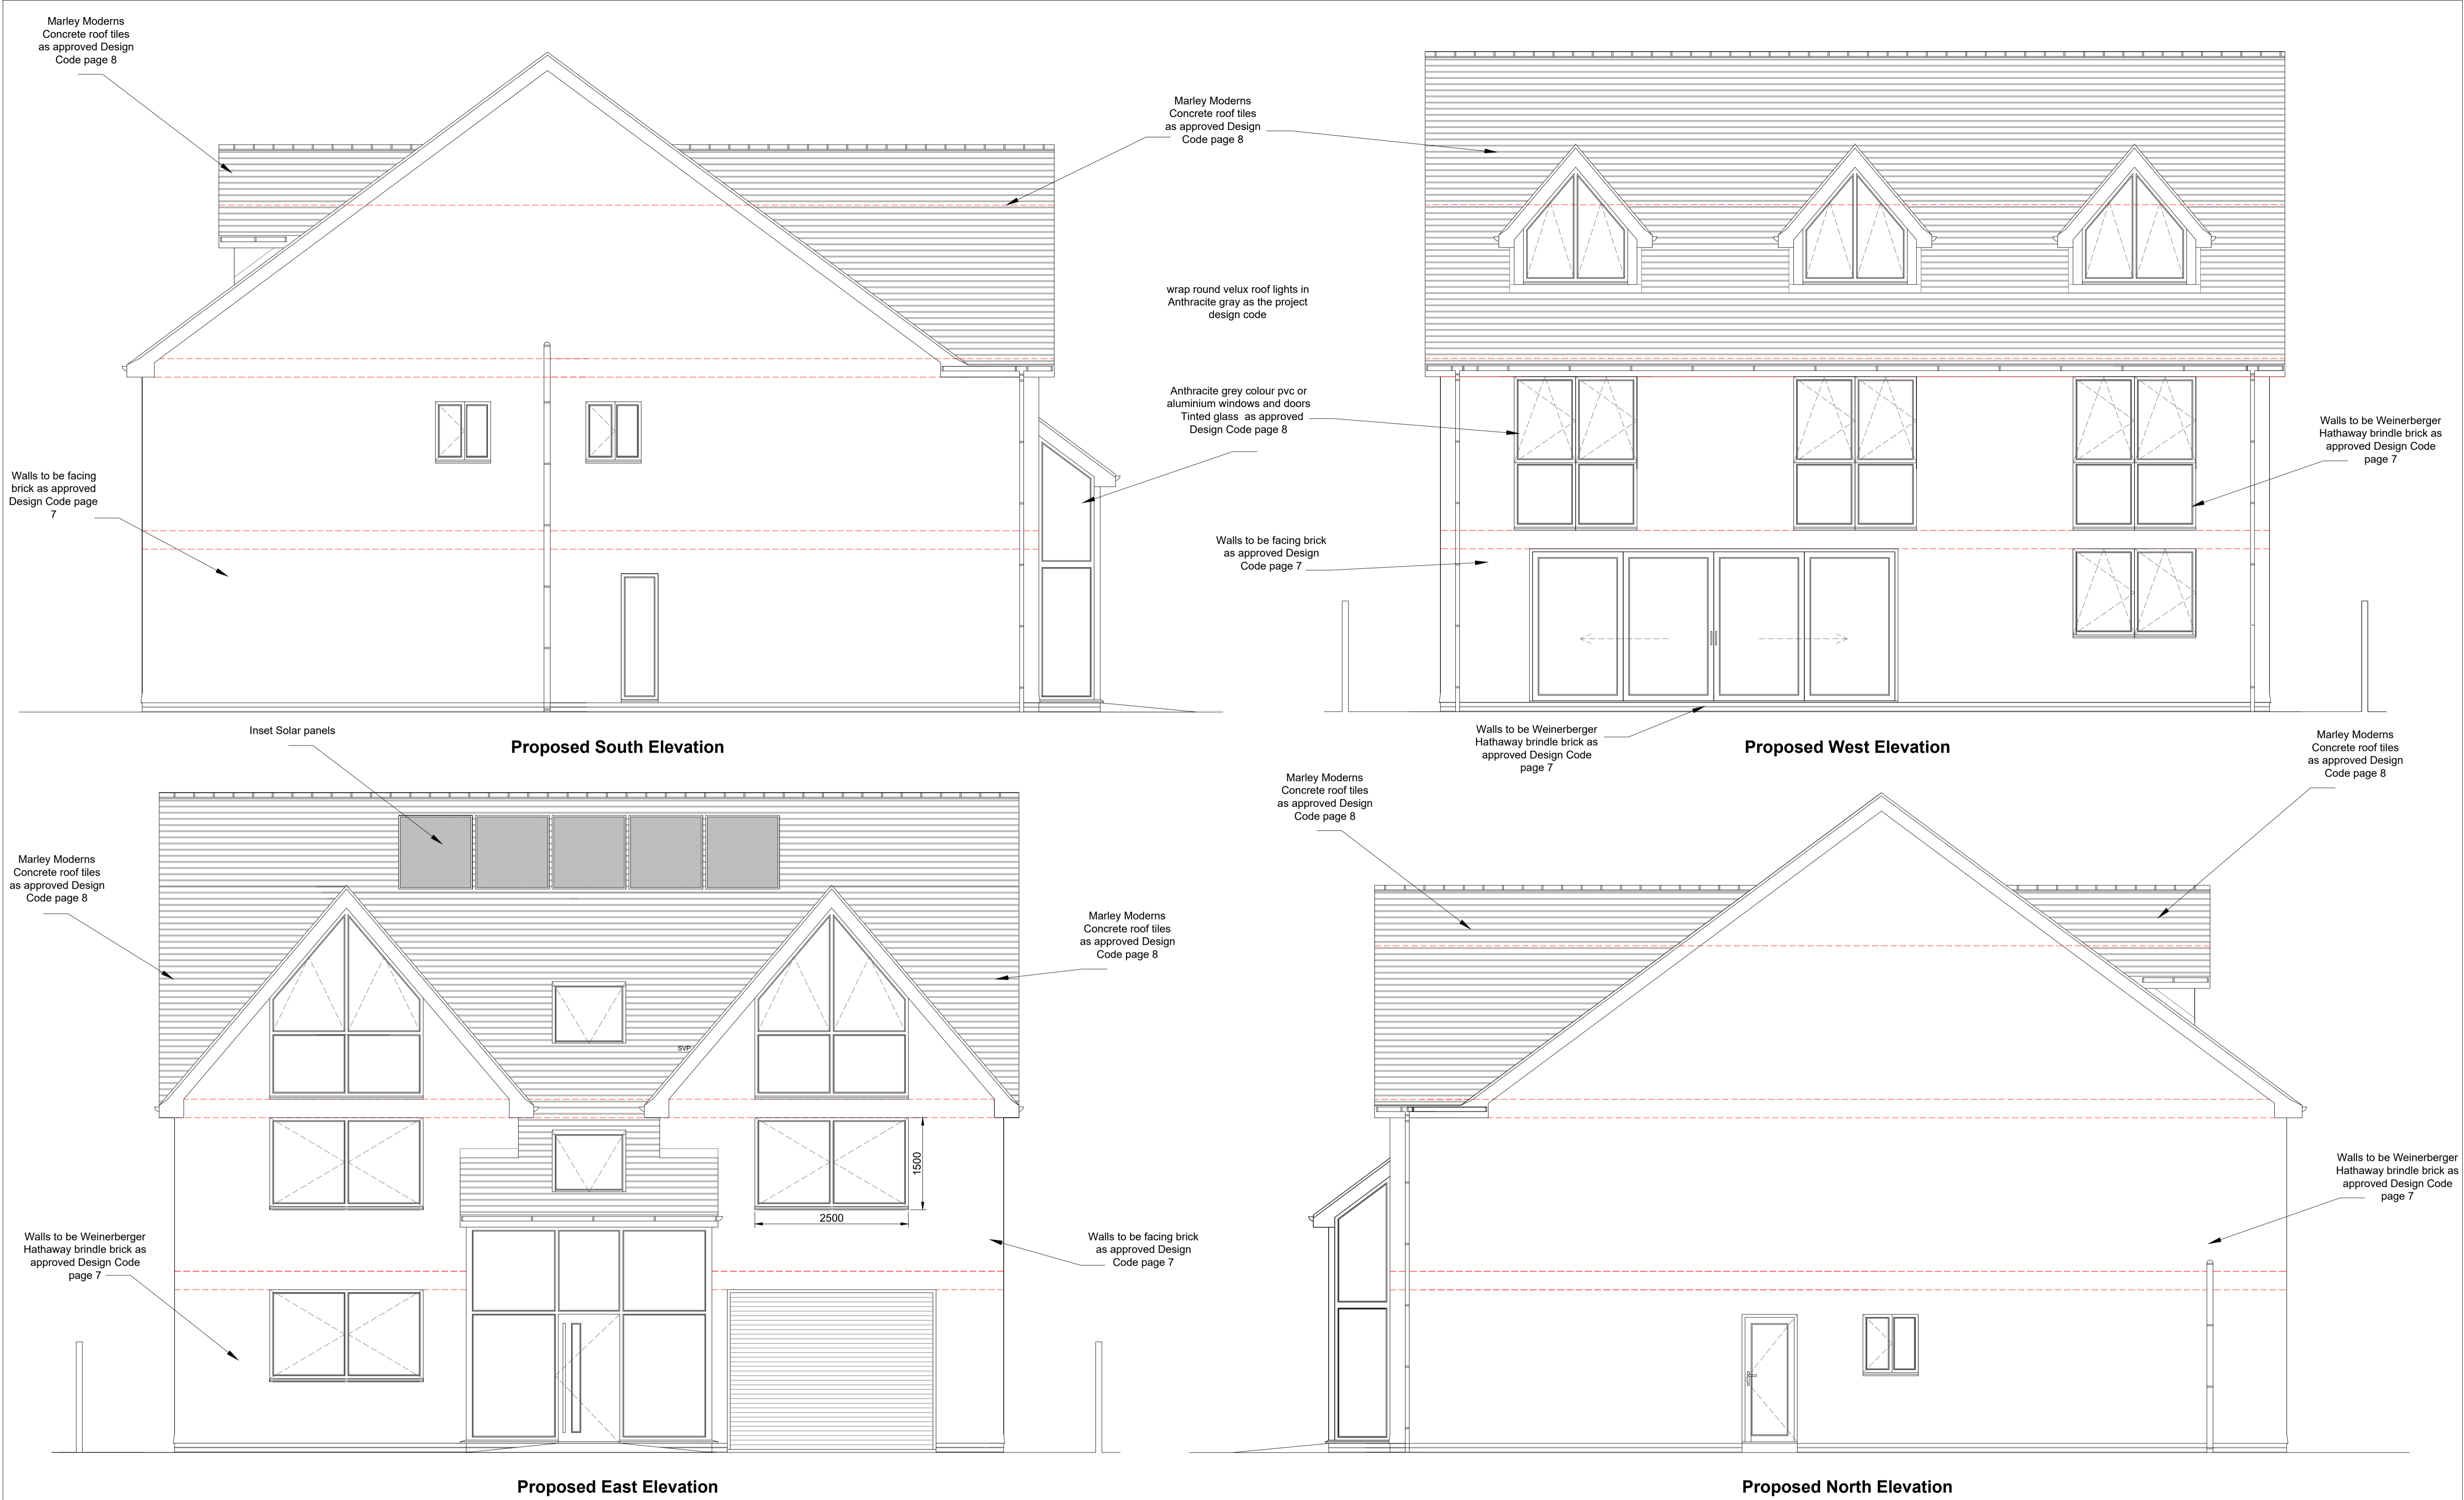 Marley Moderns
Concrete roof tiles
as approved Design
Code page 8
Marley Moderns
Concrete roof tiles
as approved Design
Code page 8
wrap round velux roof lights in
Anthracite gray as the project
design code
Anthracite grey colour pvc or
aluminium windows and doors
Tinted glass as approved
Design Code page 8
Walls to be Weinerberger
Hathaway brindle brick as
approved Design Code
page 7
Walls to be facing
brick as approved
Design Code page
7
Walls to be facing brick
as approved Design
Code page 7
Inset Solar panels
Proposed South Elevation
Walls to be Weinerberger
Hathaway brindle brick as
approved Design Code
page 7
Proposed West Elevation
Marley Moderns
Concrete roof tiles
as approved Design
Code page 8
Marley Moderns
Concrete roof tiles
as approved Design
Code page 8
Marley Moderns
Concrete roof tiles
as approved Design
Code page 8
Marley Moderns
Concrete roof tiles
as approved Design
Code page 8
SVP
1500
2500
Walls to be Weinerberger
Hathaway brindle brick as
approved Design Code
page 7
Walls to be Weinerberger
Hathaway brindle brick as
approved Design Code
page 7
Walls to be facing brick
as approved Design
Code page 7
Proposed East Elevation
Proposed North Elevation